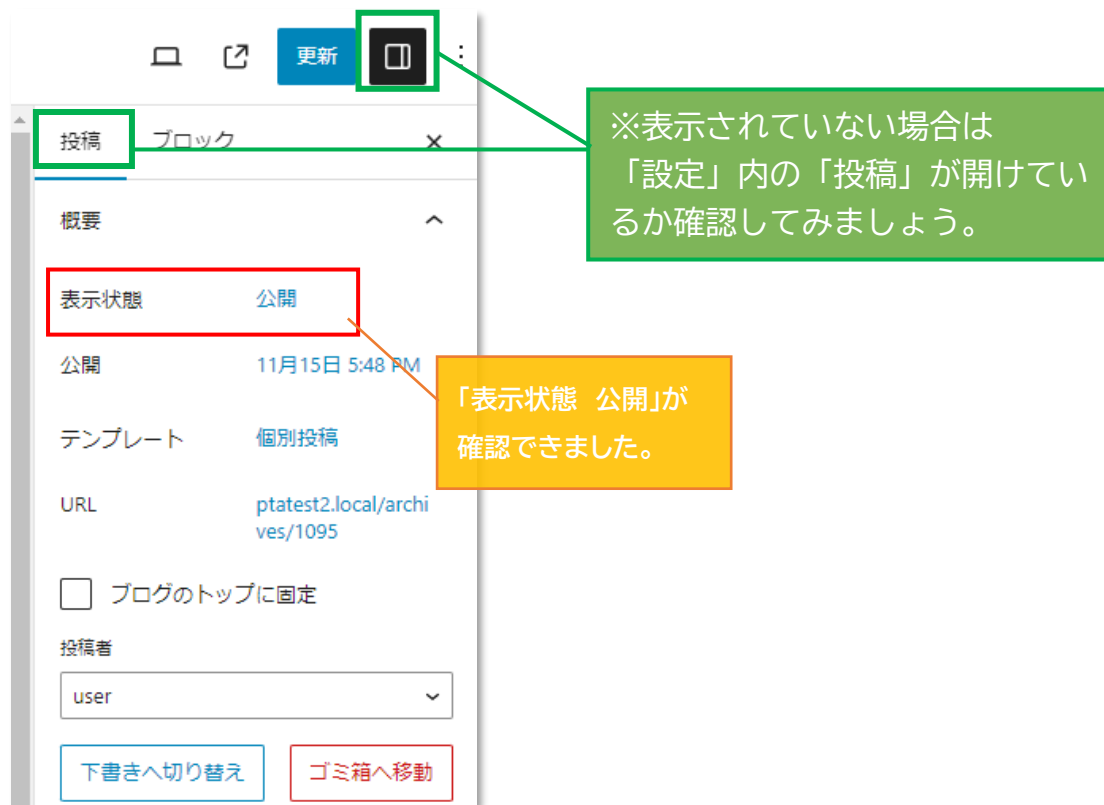 更新
投稿 ブロック
※表示されていない場合は
「設定」内の「投稿」が開けてい
るか確認してみましょう。
概要
表示状態 公開
公開 11月15日 5:48 PM
「表示状態 公開」が
確認できました。
テンプレート 個別投稿
URL ptatest2.local/archi
ves/1095
ブログのトップに固定
投稿者
user
下書きへ切り替え ゴミ箱へ移動